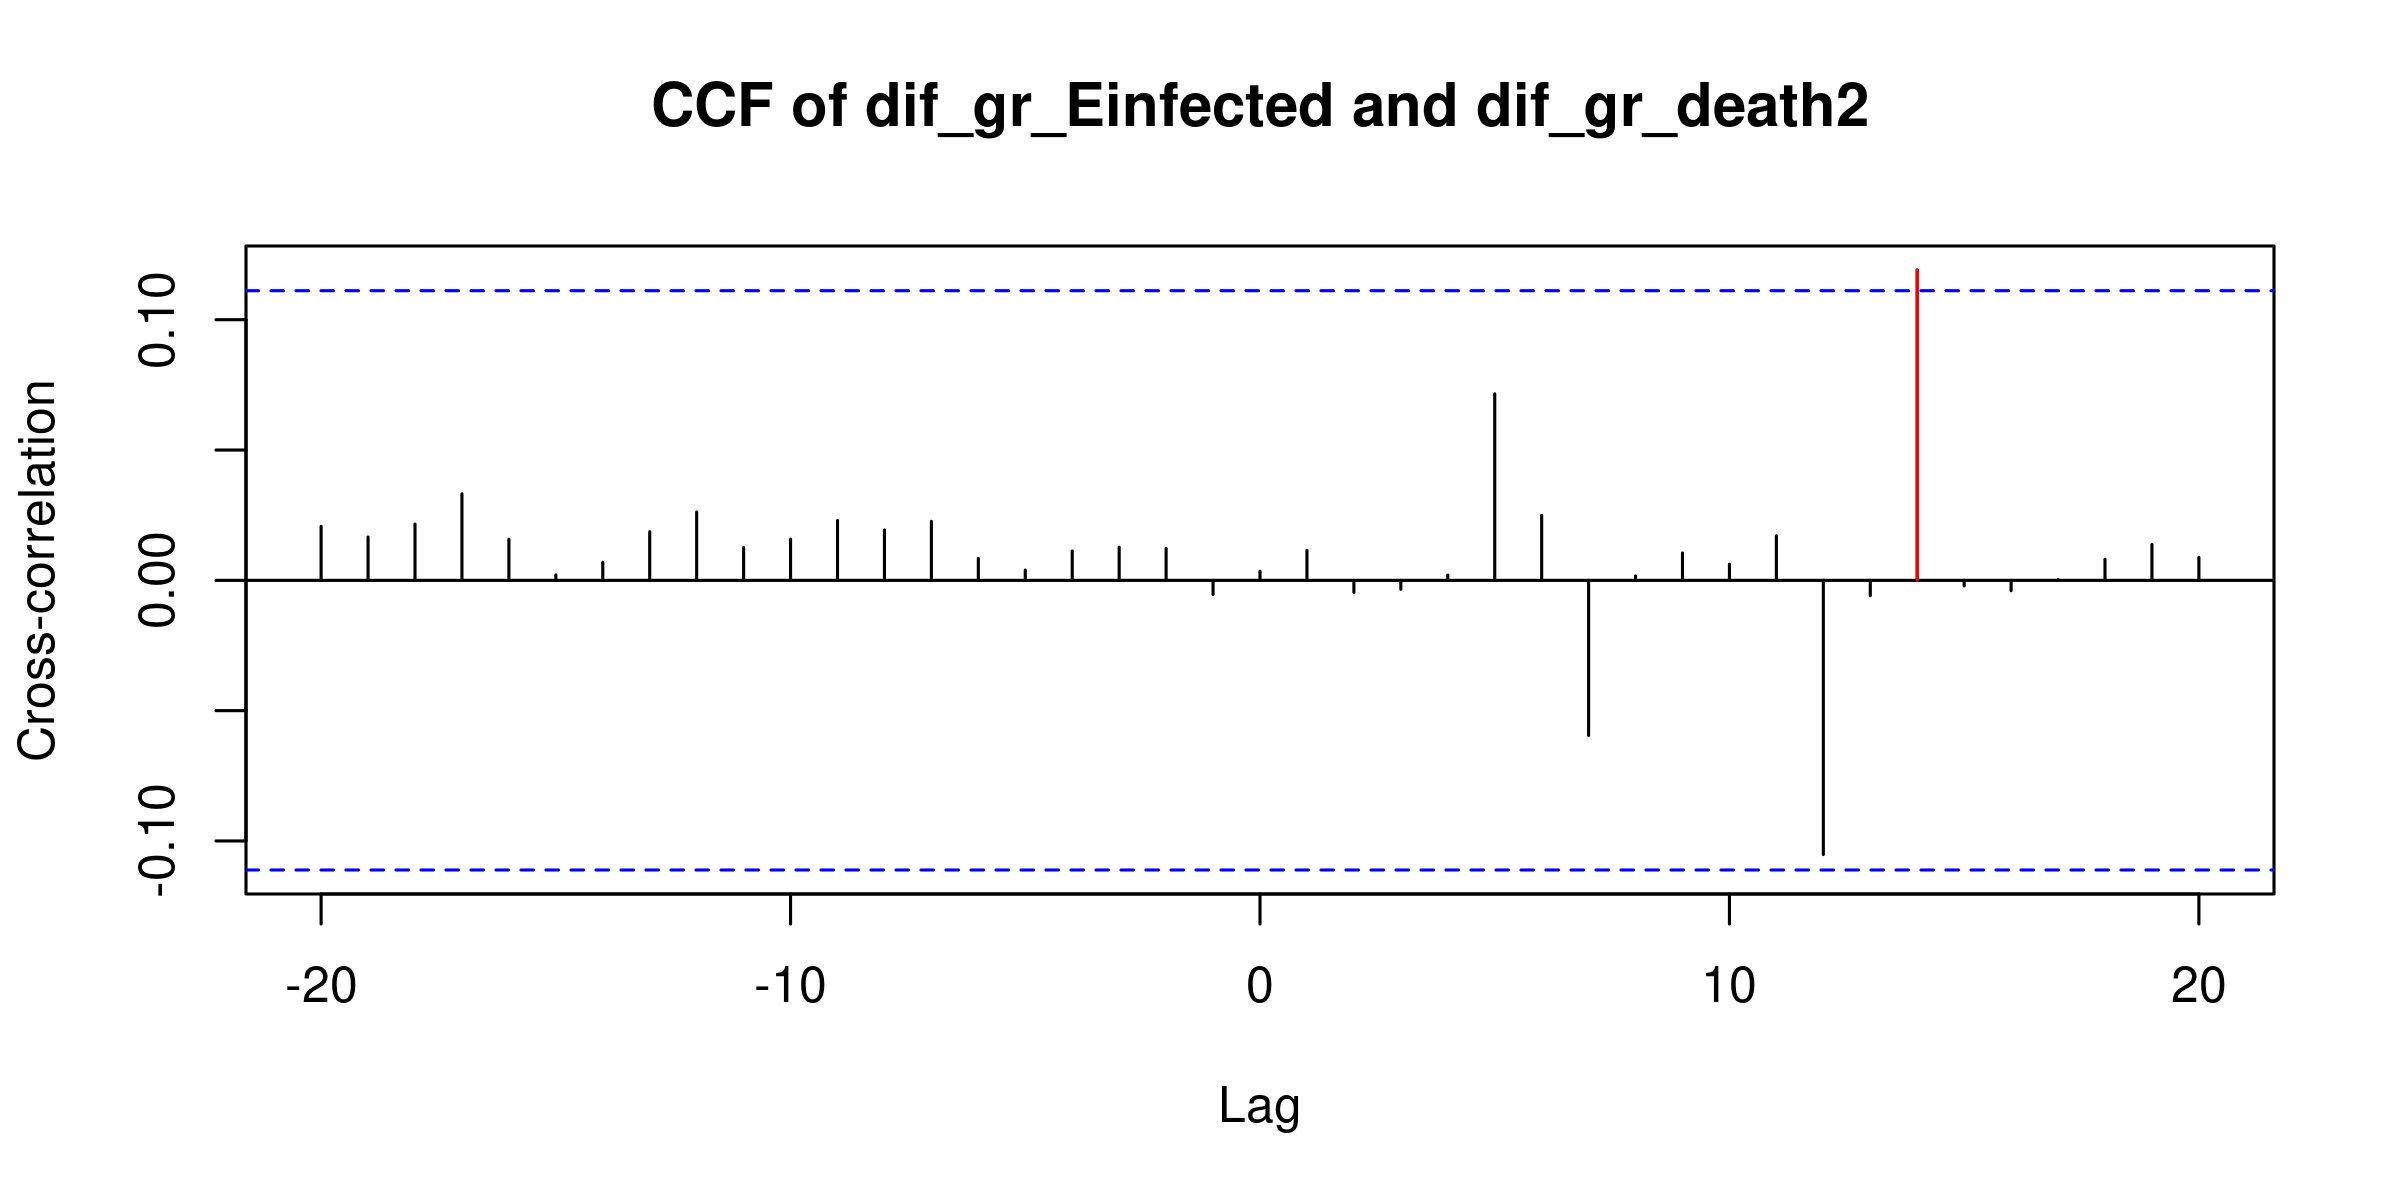 CCF of dif_gr_Einfected and dif_gr_death2
Cross-correlation
0.10
0.00
-0.10
-20 -10 0 10 20
Lag